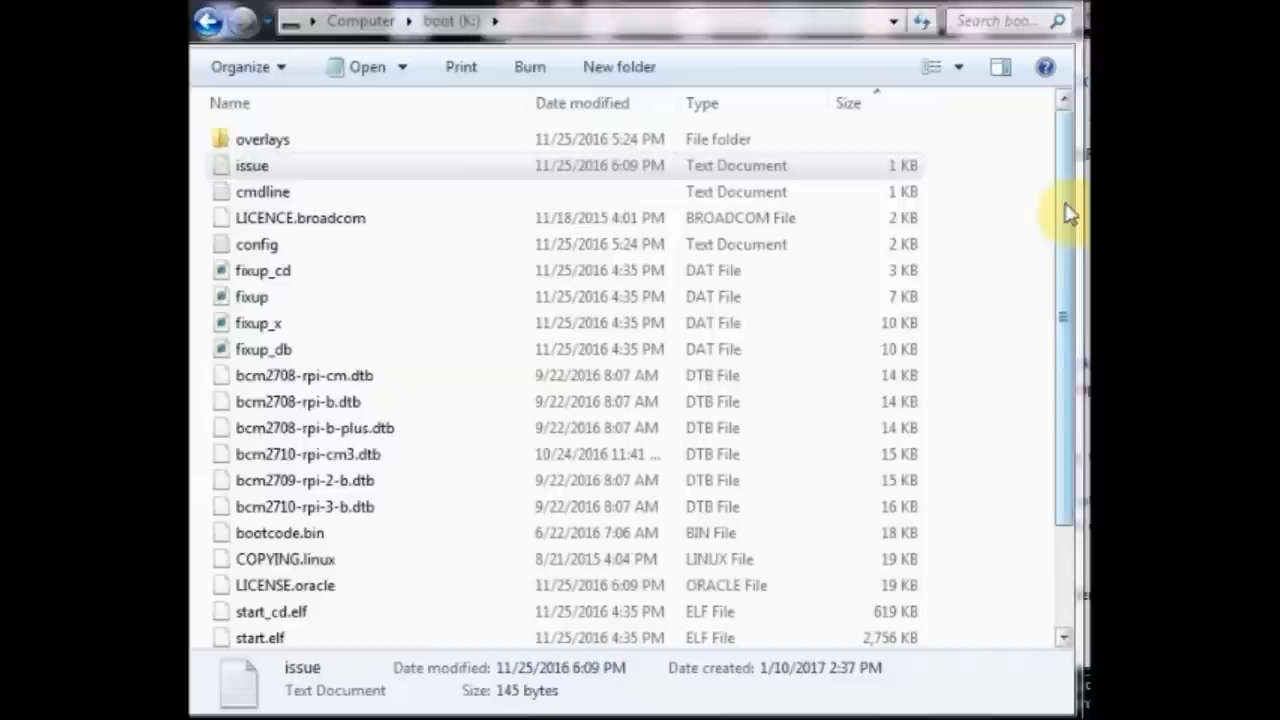 Computer boot (K:) Search boo...
Organize Open Print Burn New folder
Name Date modified Type Size
overlays 11/25/2016 5:24 PM File folder
issue 11/25/2016 6:09 PM Text Document 1 KB
cmdline Text Document 1 KB
LICENCE.broadcom 11/18/2015 4:01 PM BROADCOM File 2 KB
config 11/25/2016 5:24 PM Text Document 2 KB
fixup_cd 11/25/2016 4:35 PM DAT File 3 KB
fixup 11/25/2016 4:35 PM DAT File 7 KB
fixup_x 11/25/2016 4:35 PM DAT File 10 KB
fixup_db 11/25/2016 4:35 PM DAT File 10 KB
bcm2708-rpi-cm.dtb 9/22/2016 8:07 AM DTB File 14 KB
bcm2708-rpi-b.dtb 9/22/2016 8:07 AM DTB File 14 KB
bcm2708-rpi-b-plus.dtb 9/22/2016 8:07 AM DTB File 14 KB
bcm2710-rpi-cm3.dtb 10/24/2016 11:41 ... DTB File 15 KB
bcm2709-rpi-2-b.dtb 9/22/2016 8:07 AM DTB File 15 KB
bcm2710-rpi-3-b.dtb 9/22/2016 8:07 AM DTB File 16 KB
bootcode.bin 6/22/2016 7:06 AM BIN File 18 KB
COPYING.linux 8/21/2015 4:04 PM LINUX File 19 KB
LICENSE.oracle 11/25/2016 6:09 PM ORACLE File 19 KB
start_cd.elf 11/25/2016 4:35 PM ELF File 619 KB
start.elf 11/25/2016 4:35 PM ELF File 2,756 KB
issue Date modified: 11/25/2016 6:09 PM Date created: 1/10/2017 2:37 PM
Text Document Size: 145 bytes